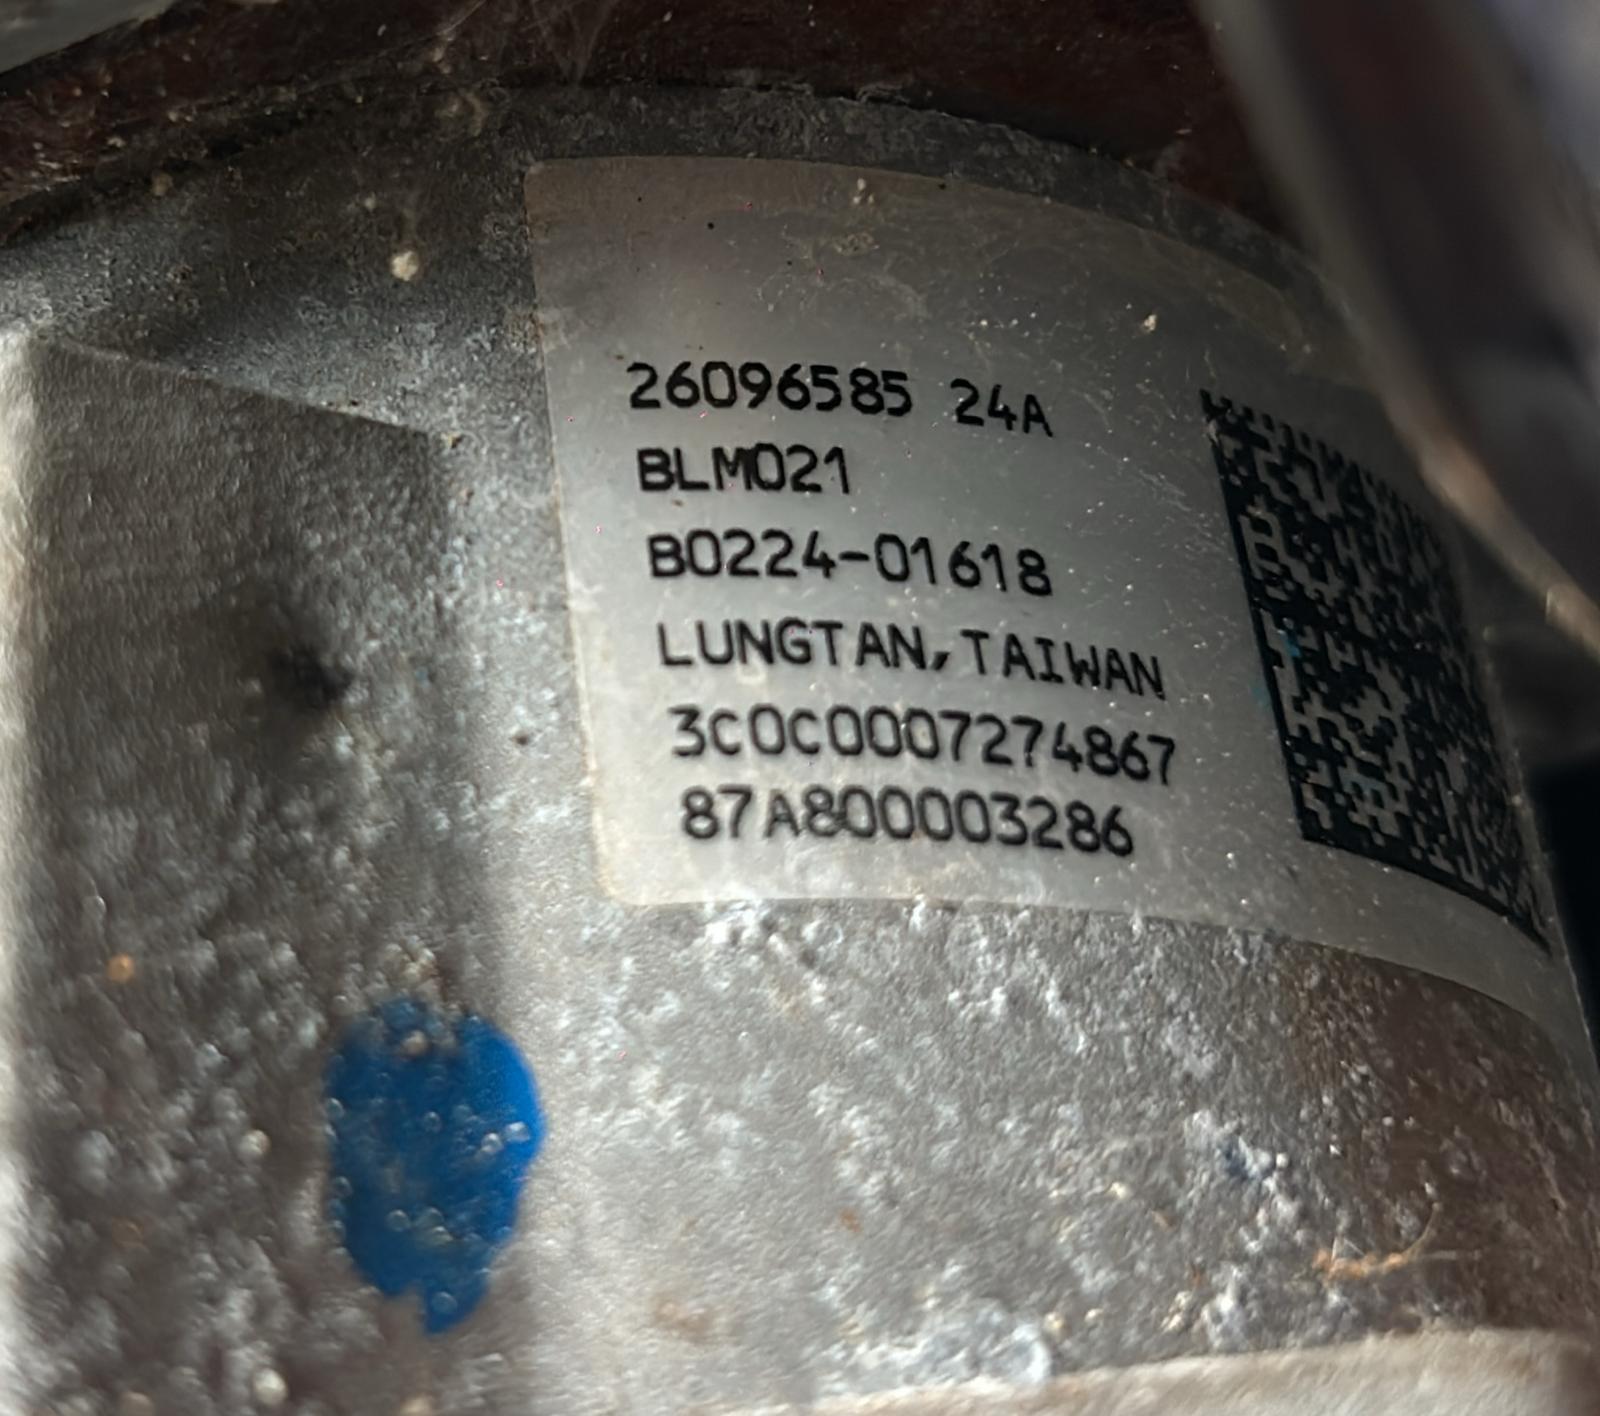 26096585 24A
BLM021
B0224-01618
LUNGTAN, TAIWAN
3C0C0007274867
87A800003286